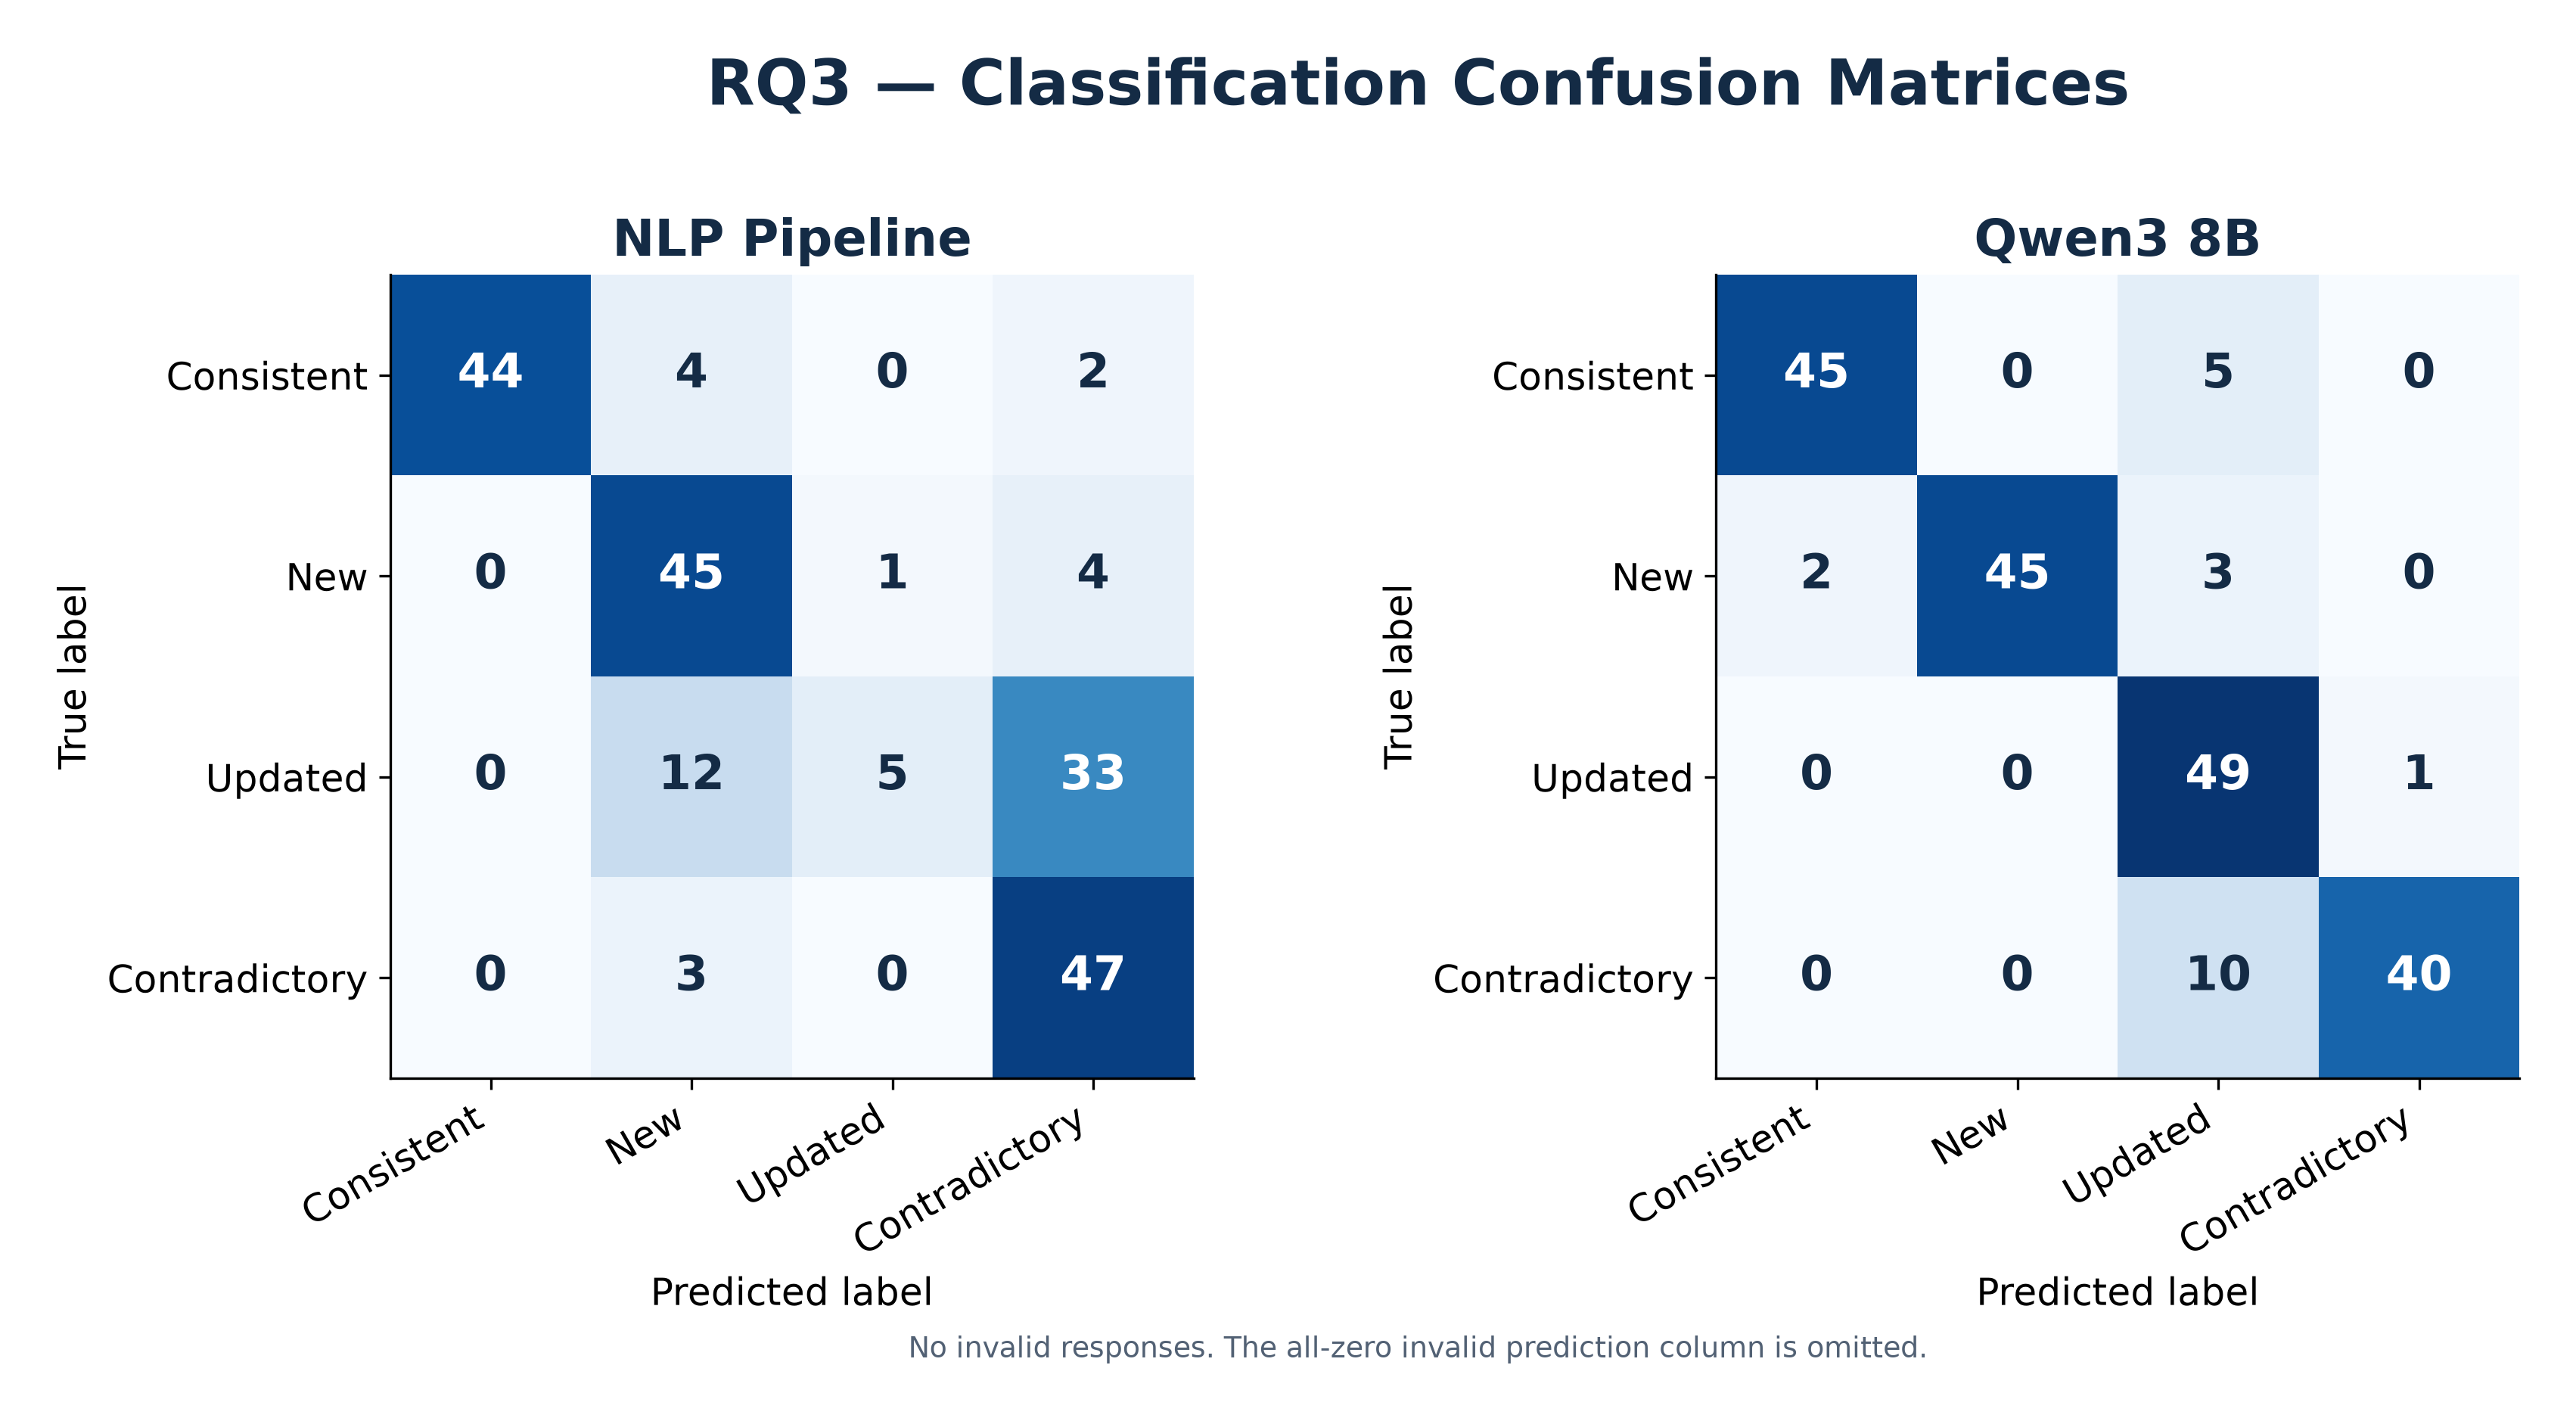 RQ3 — Classification Confusion Matrices
NLP Pipeline
True label
Consistent 44 4 0 2
New 0 45 1 4
Updated 0 12 5 33
Contradictory 0 3 0 47
Consistent New Updated Contradictory
Predicted label
Qwen3 8B
True label
Consistent 45 0 5 0
New 2 45 3 0
Updated 0 0 49 1
Contradictory 0 0 10 40
Consistent New Updated Contradictory
Predicted label
No invalid responses. The all-zero invalid prediction column is omitted.